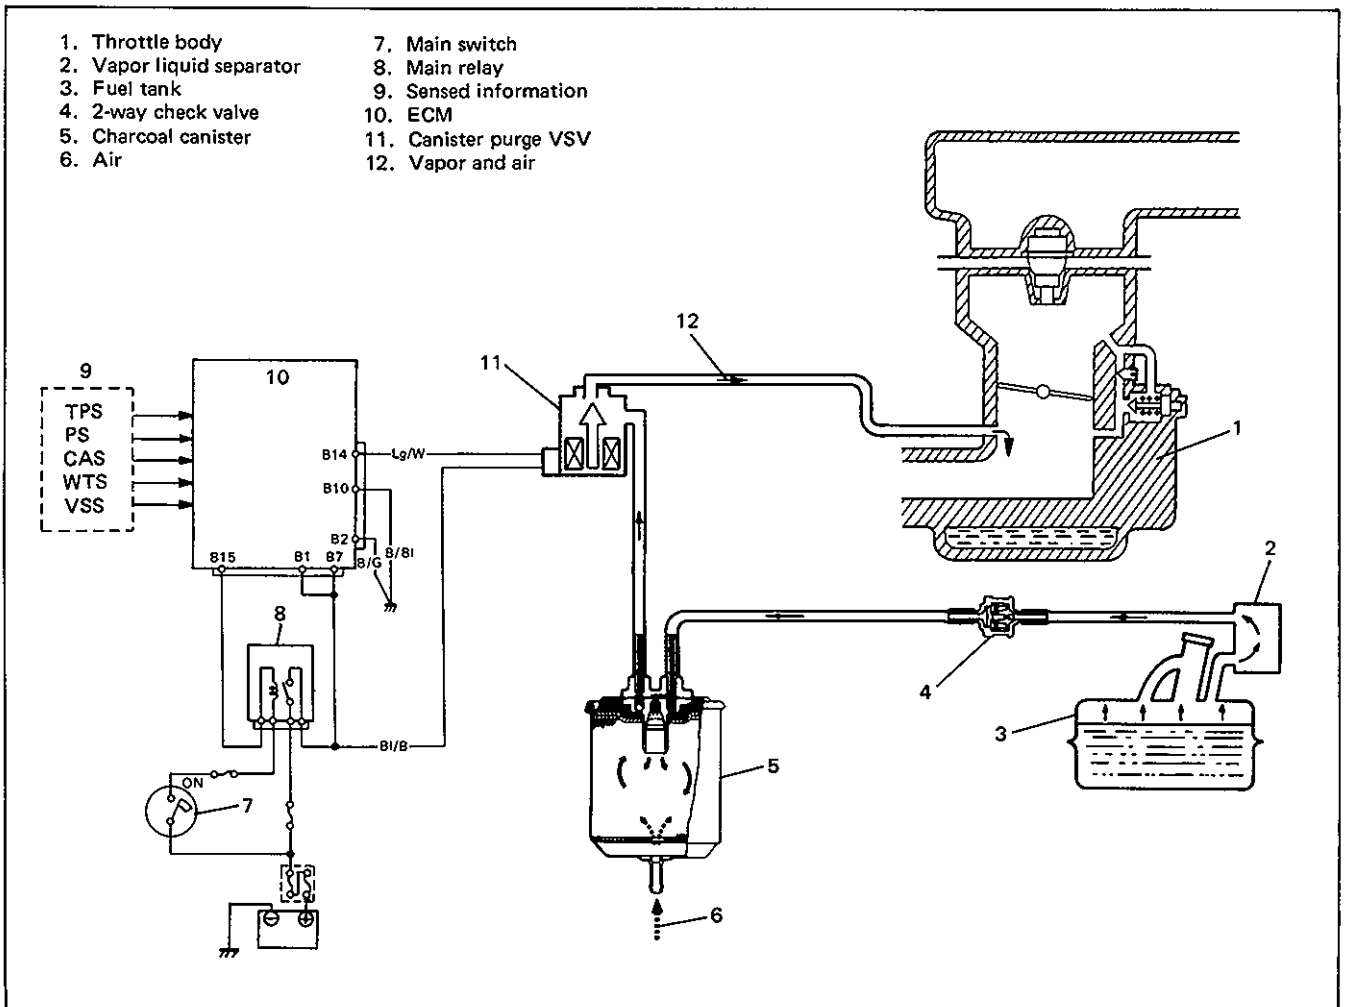 1. Throttle body
2. Vapor liquid separator
3. Fuel tank
4. 2-way check valve
5. Charcoal canister
6. Air
7. Main switch
8. Main relay
9. Sensed information
10. ECM
11. Canister purge VSV
12. Vapor and air
12
11
9
10
TPS
PS
CAS
WTS
VSS
B14
Lg/W
B10
B2
B/Bl
B/G
B15
B1
B7
1
2
8
4
3
Bl/B
5
ON
7
6